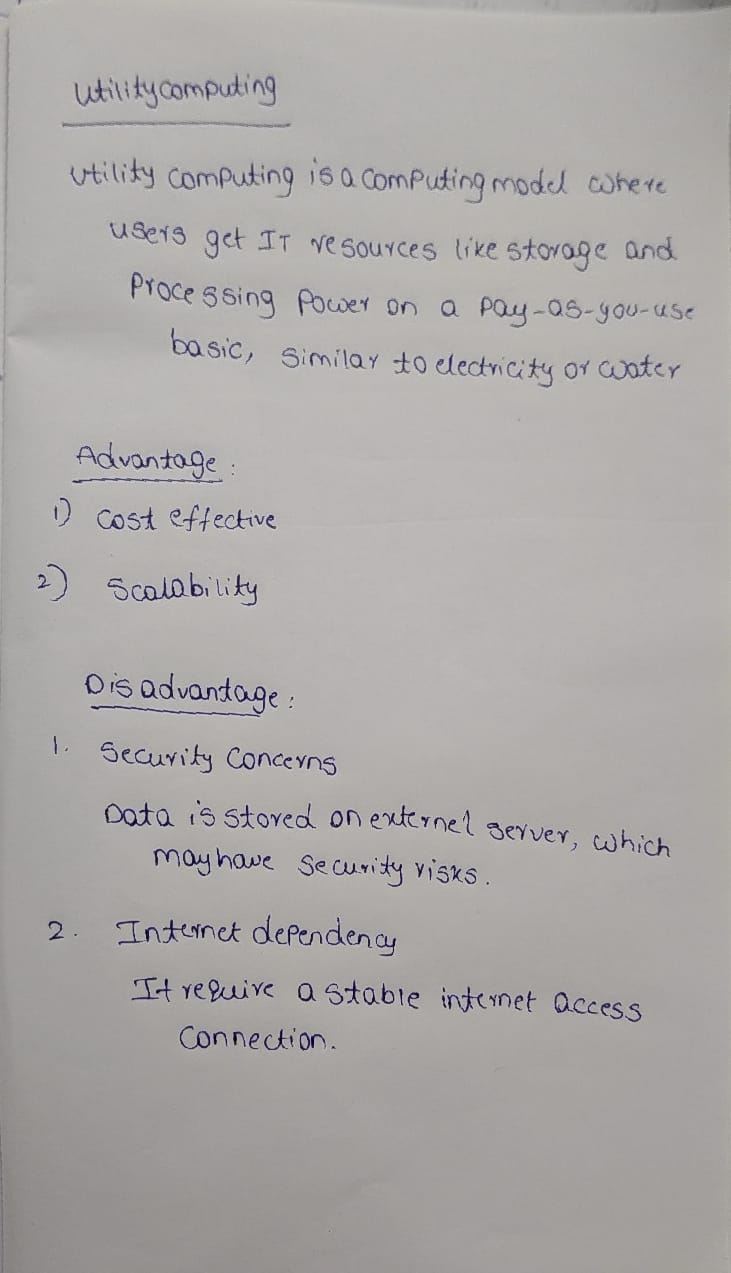 Utility computing
Utility computing is a computing model where
users get IT resources like storage and
Processing Power on a pay-as-you-use
basic, similar to electricity or water
Advantage :
1) cost effective
2) Scalability
Disadvantage :
1. Security Concerns
Data is stored on externel server, which
may have security risks.
2. Internet dependency
It require a stable internet access
Connection.